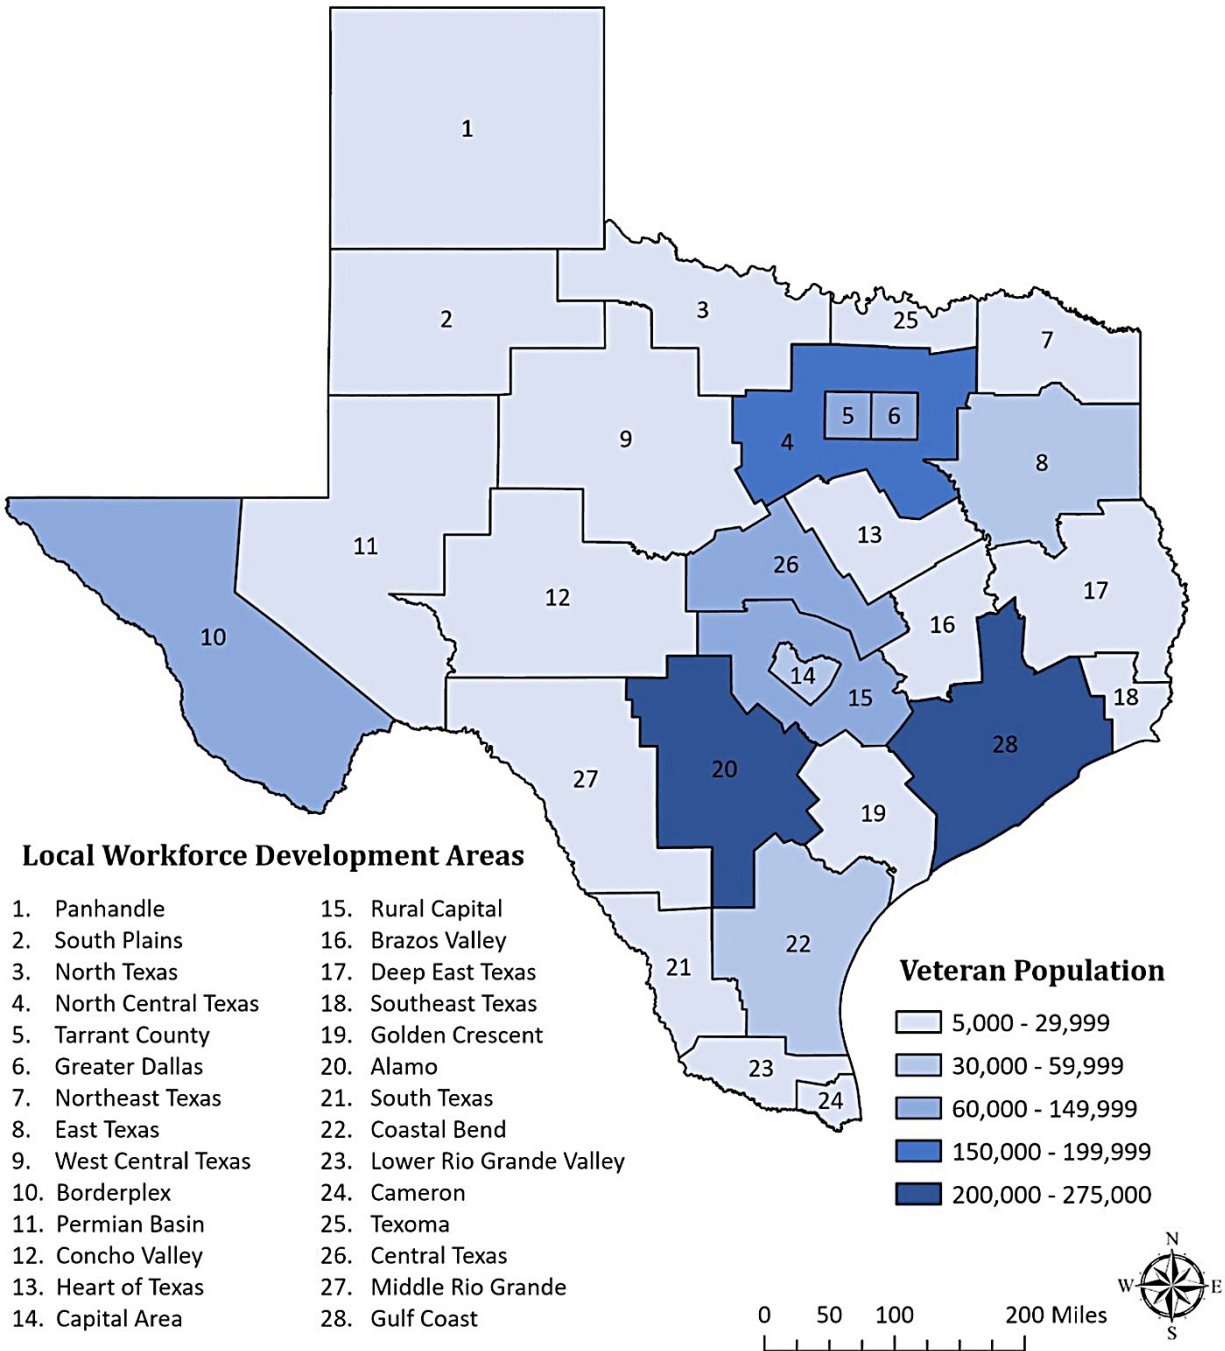 1
2
3
25
7
5
6
4
9
8
13
11
26
12
17
16
10
14
15
18
28
20
27
19
22
21
23
24
Local Workforce Development Areas
1. Panhandle
2. South Plains
3. North Texas
4. North Central Texas
5. Tarrant County
6. Greater Dallas
7. Northeast Texas
8. East Texas
9. West Central Texas
10. Borderplex
11. Permian Basin
12. Concho Valley
13. Heart of Texas
14. Capital Area
15. Rural Capital
16. Brazos Valley
17. Deep East Texas
18. Southeast Texas
19. Golden Crescent
20. Alamo
21. South Texas
22. Coastal Bend
23. Lower Rio Grande Valley
24. Cameron
25. Texoma
26. Central Texas
27. Middle Rio Grande
28. Gulf Coast
Veteran Population
5,000 - 29,999
30,000 - 59,999
60,000 - 149,999
150,000 - 199,999
200,000 - 275,000
N
W E
S
0 50 100 200 Miles